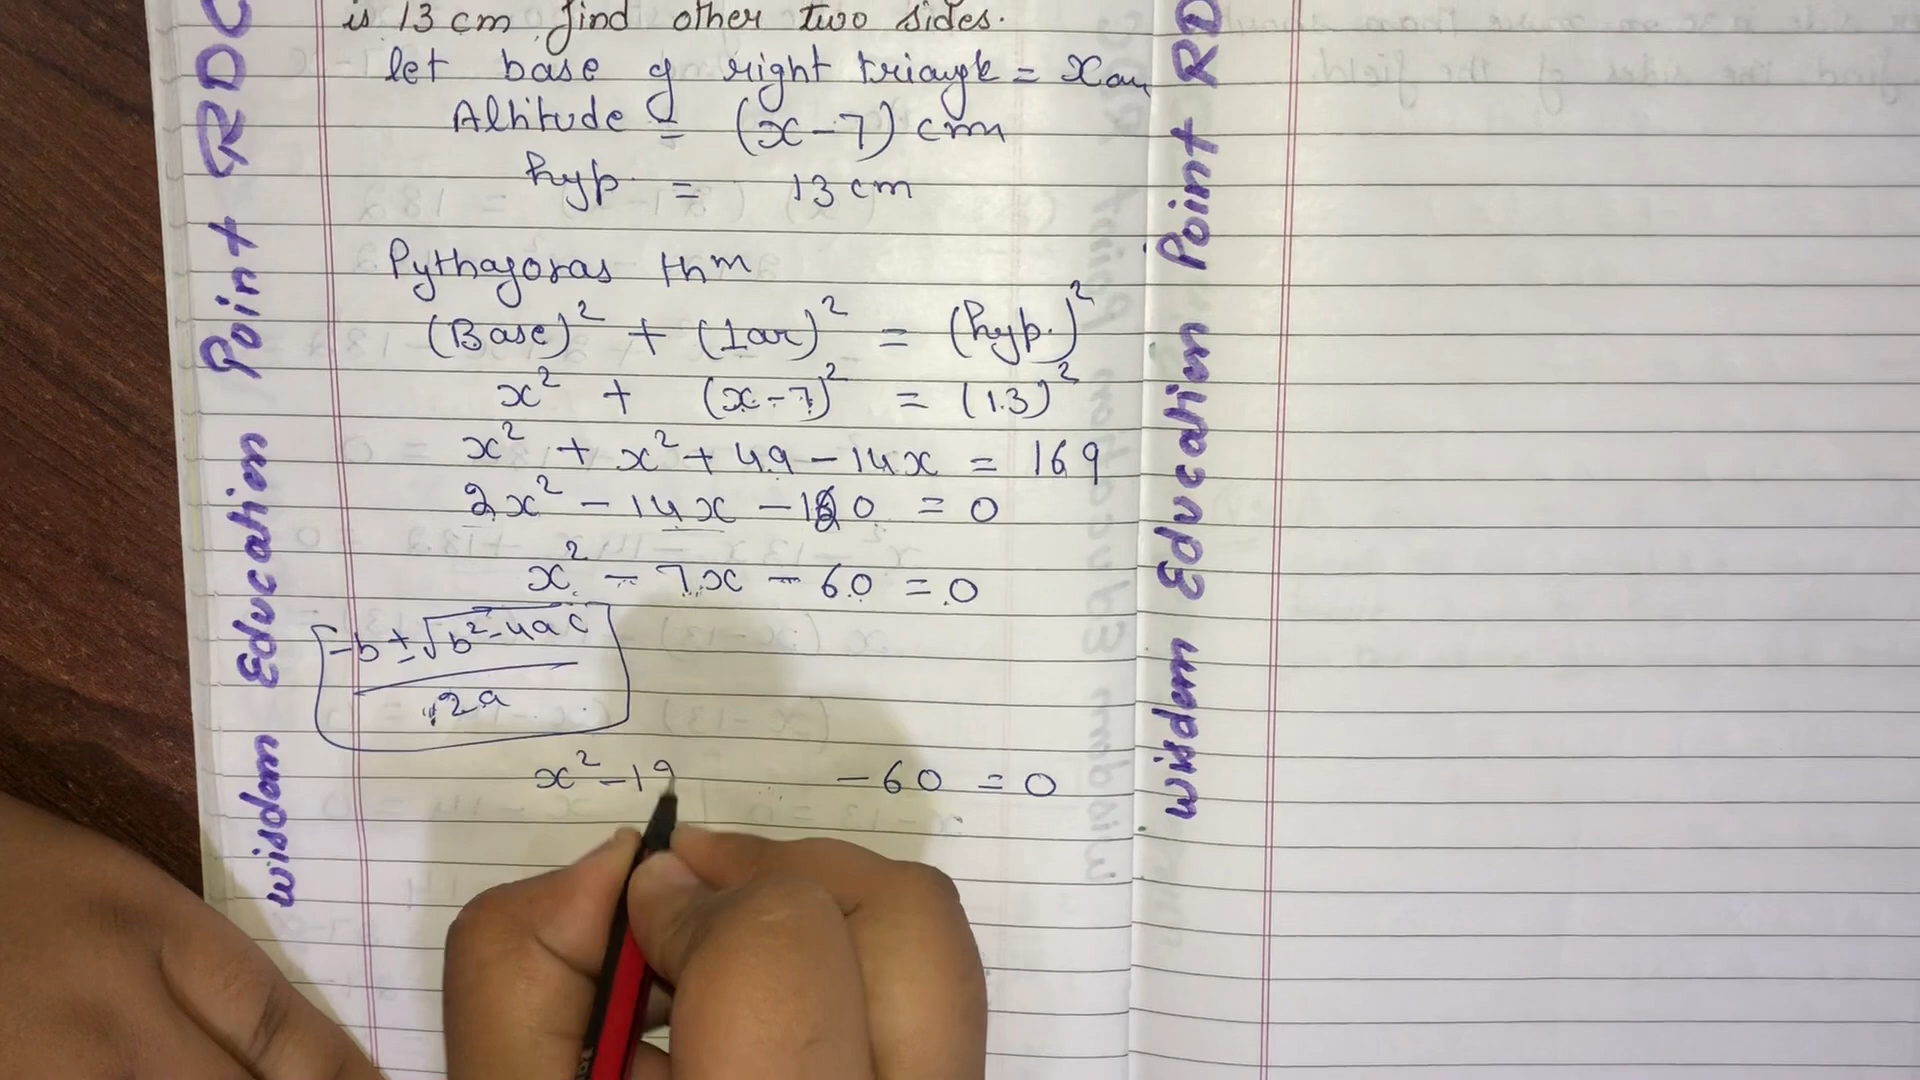 is 13 cm find other two sides.
let base of right triangle = x cm
Altitude = (x-7) cm
hyp. = 13 cm
Pythagoras thm
(Base)² + (Lar)² = (hyp.)²
x² + (x-7)² = (13)²
x² + x² + 49 - 14x = 169
2x² - 14x - 120 = 0
x² - 7x - 60 = 0
-b ± √b²-4ac
2a
x² - 19 - 60 = 0
wisdom Education Point RDC
wisdom Education Point RD